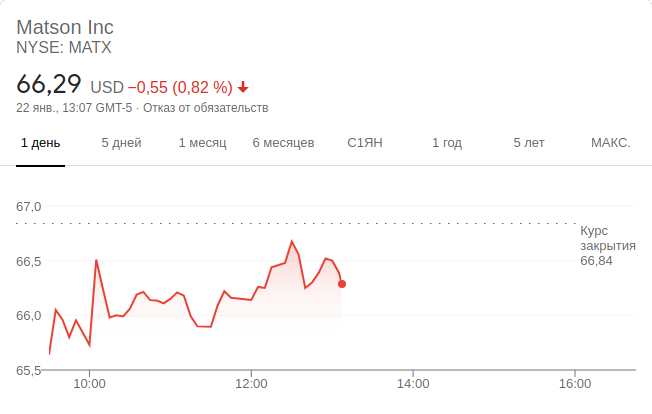 Matson Inc
NYSE: MATX
66,29 USD −0,55 (0,82 %)
22 янв., 13:07 GMT-5 · Отказ от обязательств
1 день 5 дней 1 месяц 6 месяцев С1ЯН 1 год 5 лет МАКС.
67,0
Курс
закрытия
66,84
66,5
66,0
65,5
10:00 12:00 14:00 16:00